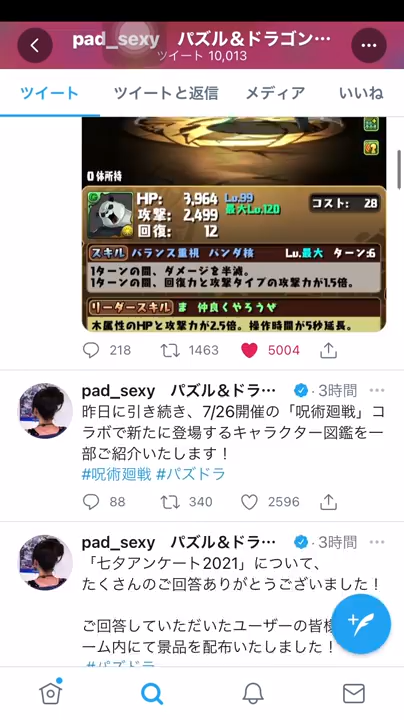 pad_sexy　パズル＆ドラゴン…
ツイート 10,013
ツイート　ツイートと返信　メディア　いいね
0体所持
HP: 3,964 Lv.99
攻撃: 2,499 最大Lv.120
回復: 12
コスト: 28
スキル バランス重視 パンダ核 Lv.最大 ターン:6
1ターンの間、ダメージを半減。
1ターンの間、回復力と攻撃タイプの攻撃力が1.5倍。
リーダースキル ま 仲良くやろうぜ
木属性のHPと攻撃力が2.5倍。操作時間が5秒延長。
218 1463 5004
pad_sexy　パズル＆ドラ… · 3時間
昨日に引き続き、7/26開催の「呪術廻戦」コ
ラボで新たに登場するキャラクター図鑑を一
部ご紹介いたします！
#呪術廻戦 #パズドラ
88 340 2596
pad_sexy　パズル＆ドラ… · 3時間
「七夕アンケート2021」について、
たくさんのご回答ありがとうございました！
ご回答していただいたユーザーの皆様
ーム内にて景品を配布いたしました！
#パズドラ